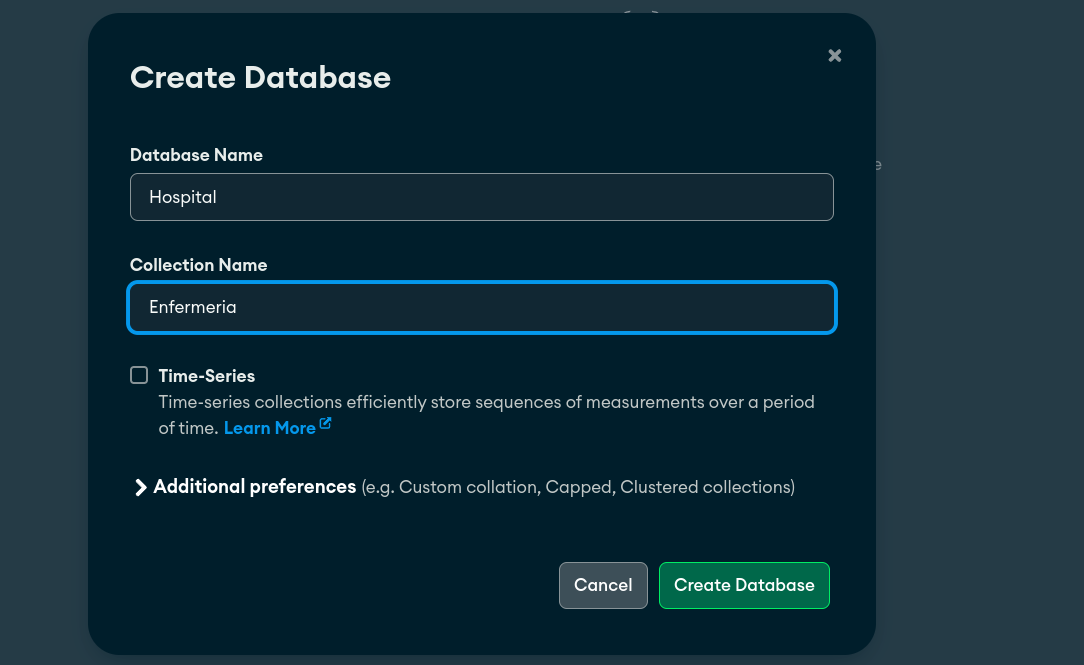 Create Database
Database Name
Hospital
Collection Name
Enfermeria
Time-Series
Time-series collections efficiently store sequences of measurements over a period
of time. Learn More
Additional preferences (e.g. Custom collation, Capped, Clustered collections)
Cancel Create Database